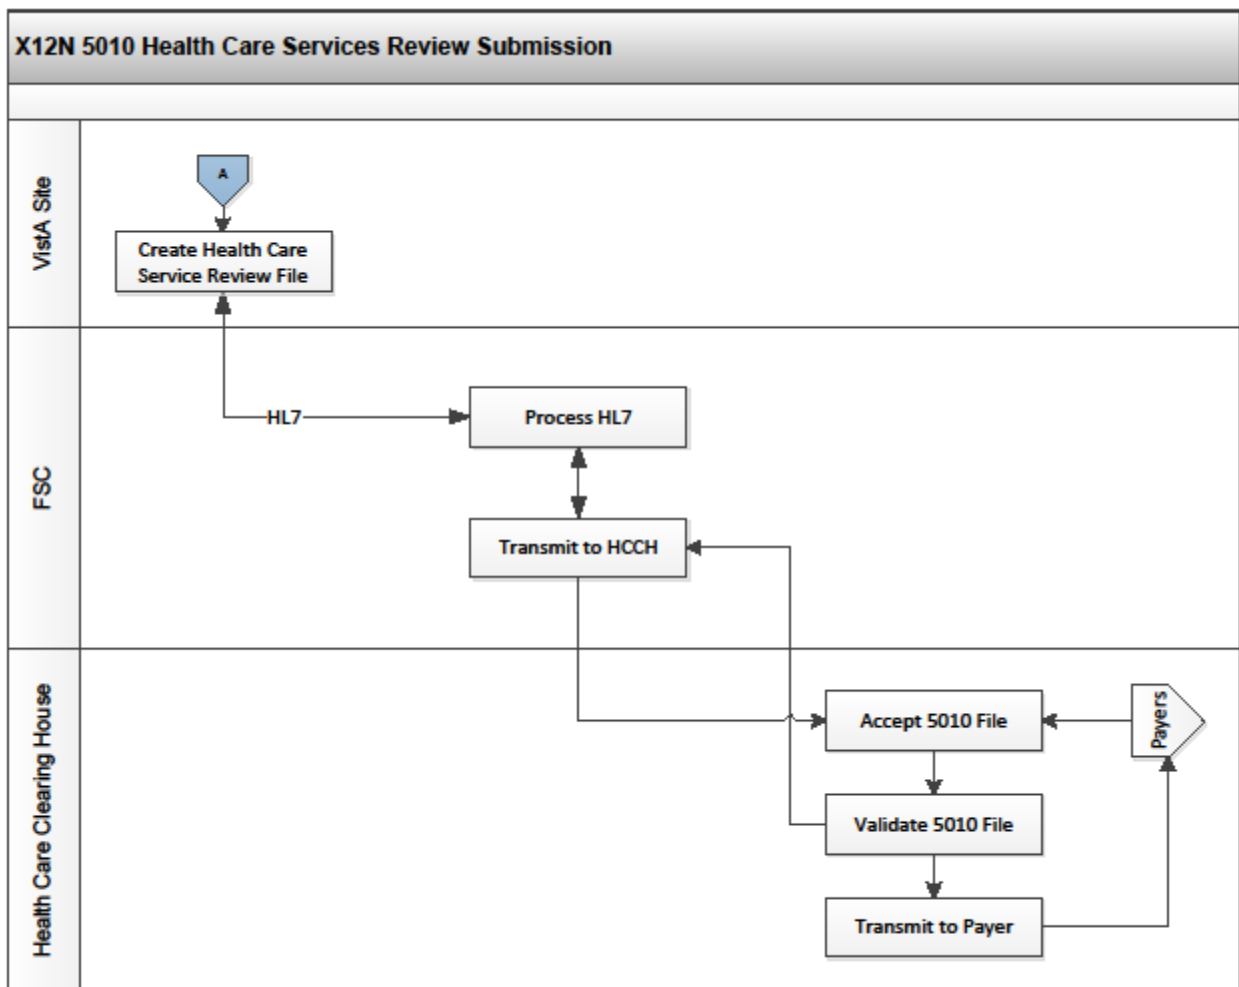 X12N 5010 Health Care Services Review Submission
VistA Site
A
Create Health Care
Service Review File
FSC
HL7
Process HL7
Transmit to HCCH
Health Care Clearing House
Accept 5010 File
Payers
Validate 5010 File
Transmit to Payer